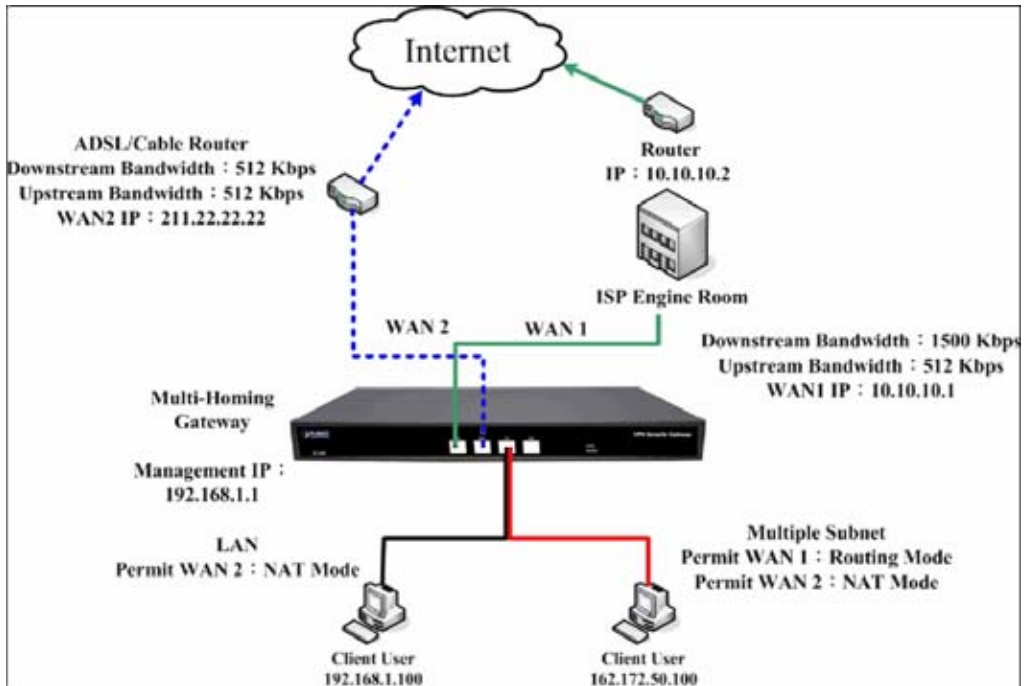 Internet
ADSL/Cable Router
Downstream Bandwidth：512 Kbps
Upstream Bandwidth：512 Kbps
WAN2 IP：211.22.22.22
Router
IP：10.10.10.2
ISP Engine Room
WAN 2
WAN 1
Downstream Bandwidth：1500 Kbps
Upstream Bandwidth：512 Kbps
WAN1 IP：10.10.10.1
Multi-Homing
Gateway
PLANET
VPN Security Gateway
Management IP：
192.168.1.1
LAN
Permit WAN 2：NAT Mode
Multiple Subnet
Permit WAN 1：Routing Mode
Permit WAN 2：NAT Mode
Client User
192.168.1.100
Client User
162.172.50.100